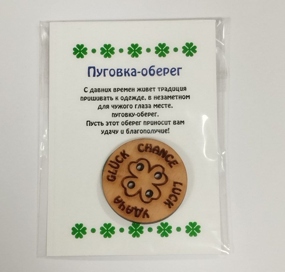 Пуговка-оберег
С давних времен живет традиция
пришивать к одежде, в незаметном
для чужого глаза месте,
пуговку-оберег.
Пусть этот оберег приносит вам
удачу и благополучие!
GLÜCK CHANCE LUCK УДАЧА